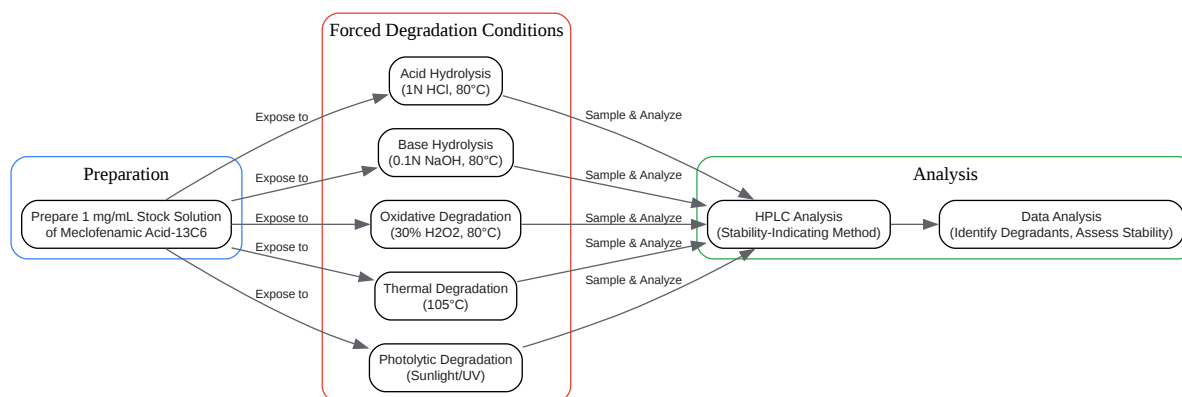 Forced Degradation Conditions
Acid Hydrolysis
(1N HCl, 80°C)
Expose to
Sample & Analyze
Base Hydrolysis
(0.1N NaOH, 80°C)
Expose to
Sample & Analyze
Preparation
Analysis
Prepare 1 mg/mL Stock Solution
of Meclofenamic Acid-13C6
Expose to
Oxidative Degradation
(30% H2O2, 80°C)
Sample & Analyze
HPLC Analysis
(Stability-Indicating Method)
Data Analysis
(Identify Degradants, Assess Stability)
Expose to
Sample & Analyze
Thermal Degradation
(105°C)
Expose to
Sample & Analyze
Photolytic Degradation
(Sunlight/UV)